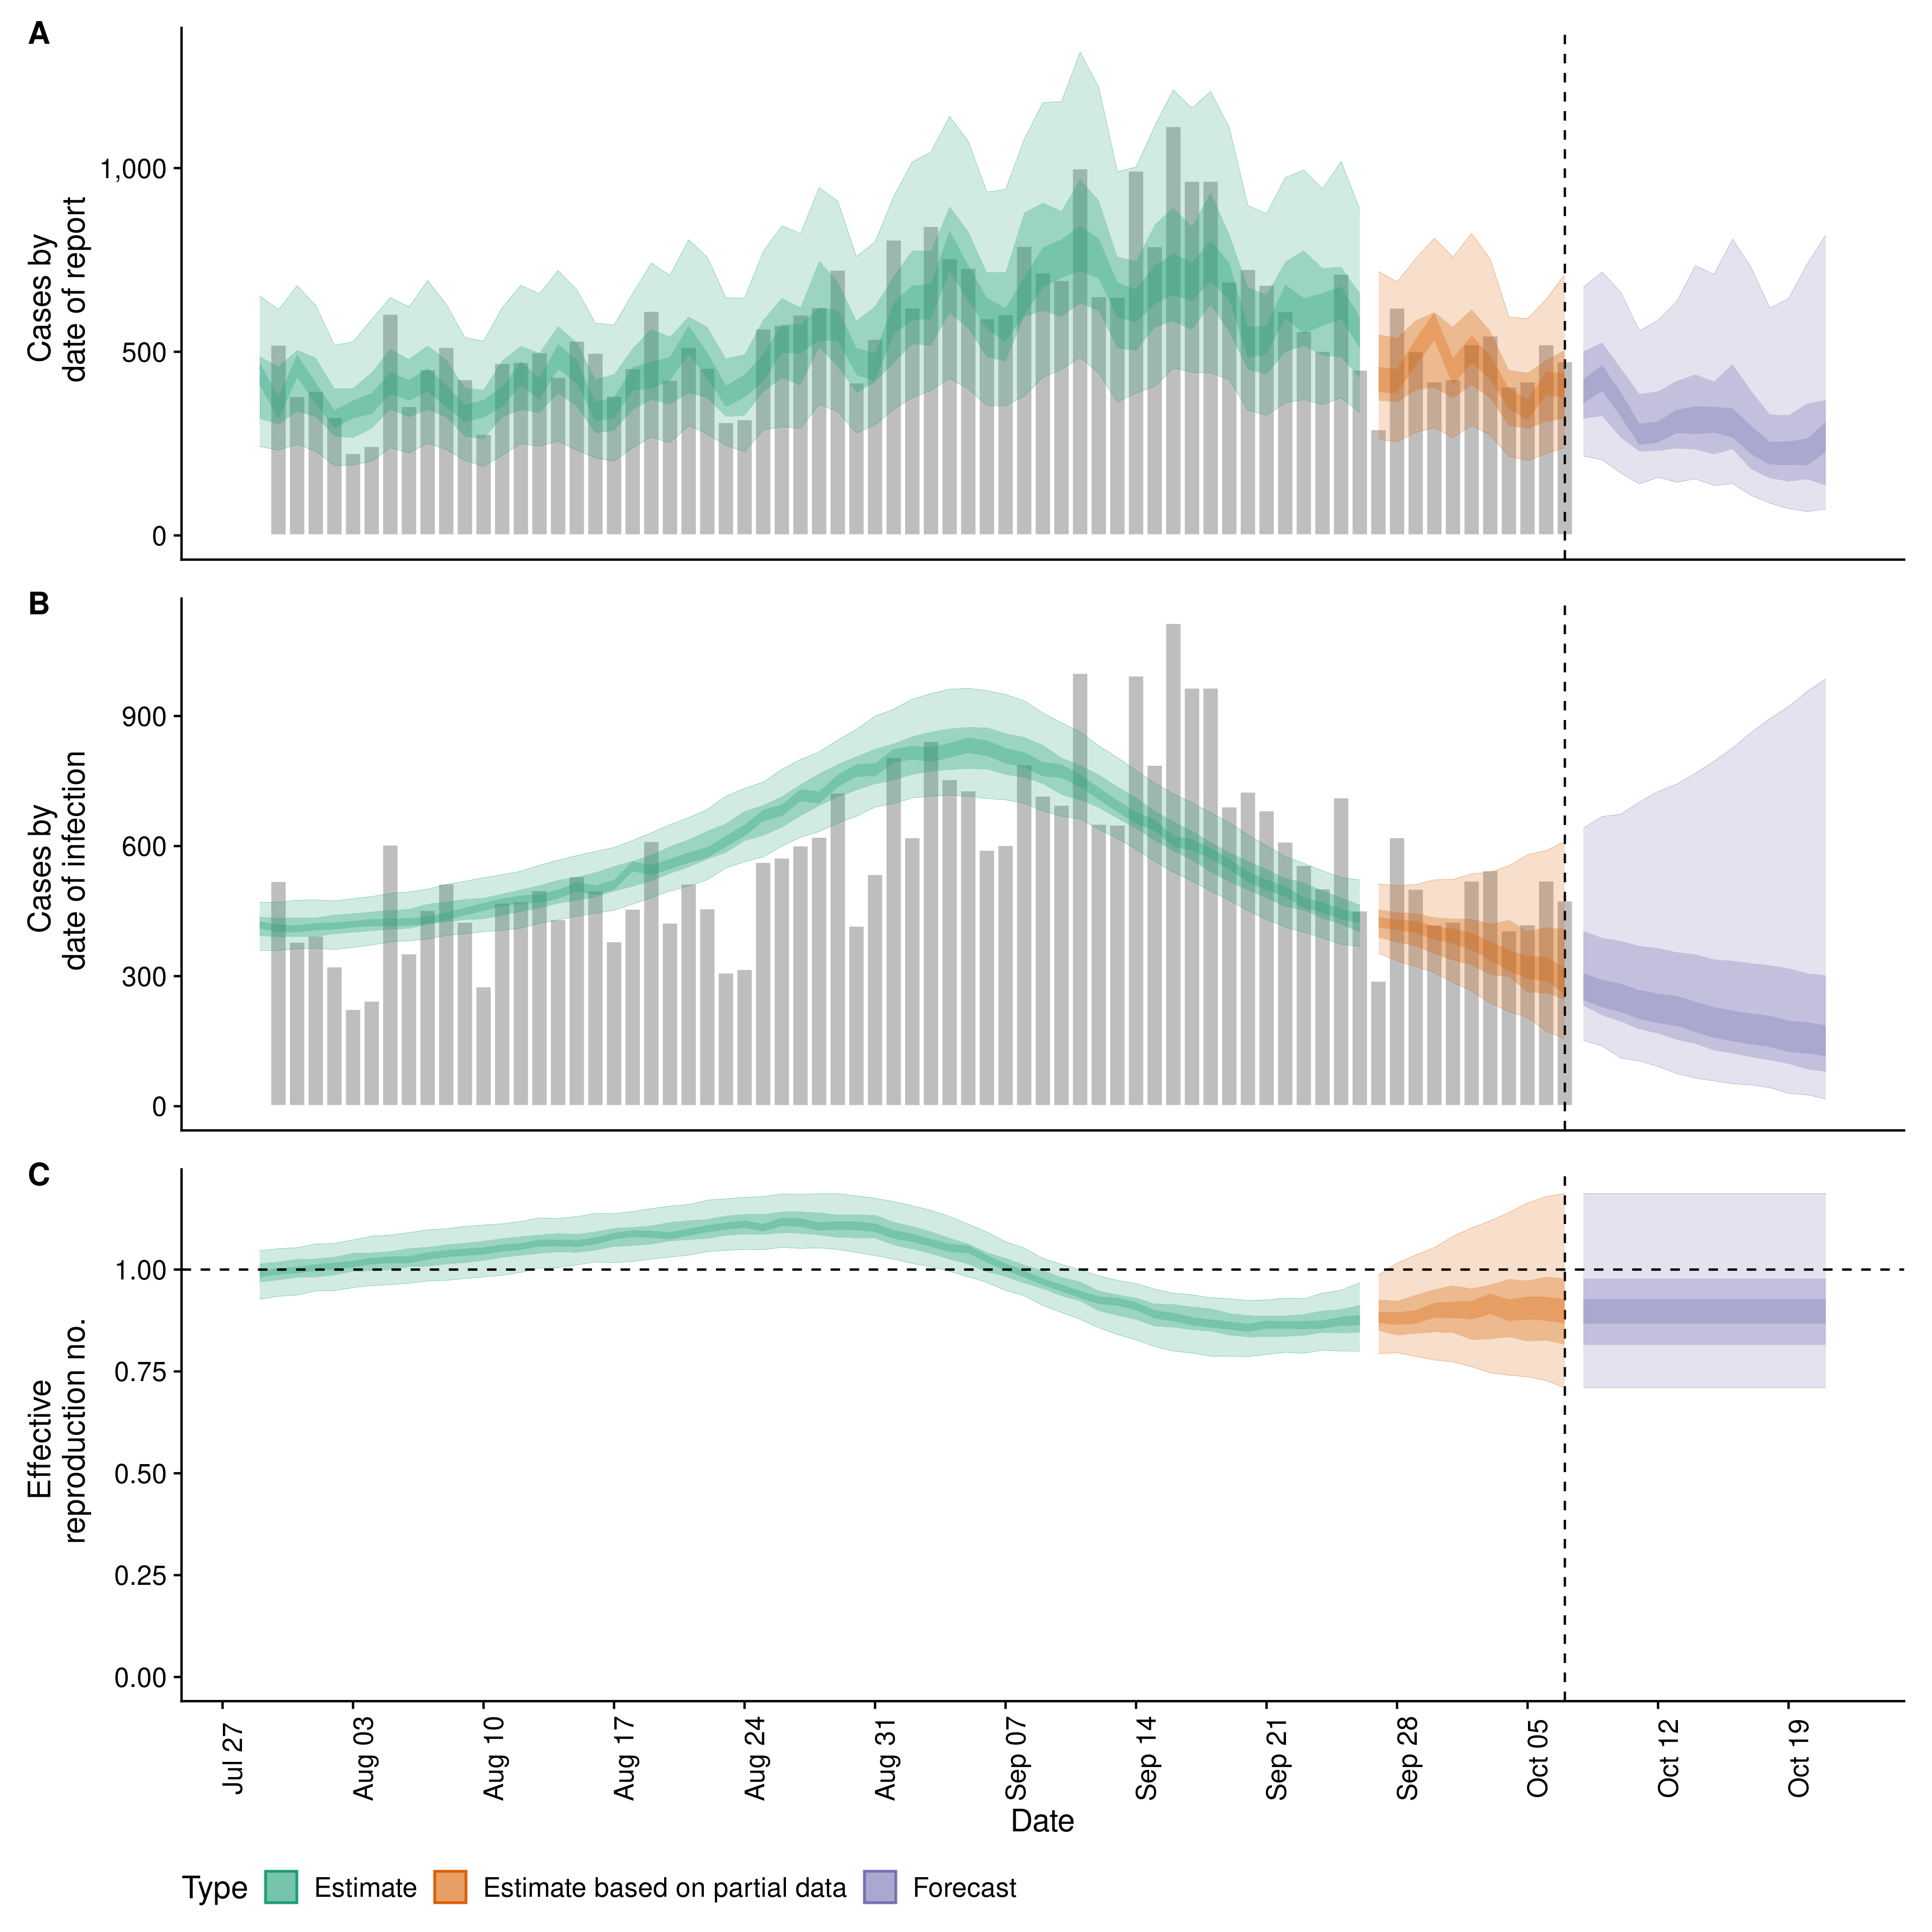 A
Cases by
date of report
1,000
500
0
B
Cases by
date of infection
900
600
300
0
C
Effective
reproduction no.
1.00
0.75
0.50
0.25
0.00
Jul 27
Aug 03
Aug 10
Aug 17
Aug 24
Aug 31
Sep 07
Sep 14
Sep 21
Sep 28
Oct 05
Oct 12
Oct 19
Date
Type Estimate Estimate based on partial data Forecast